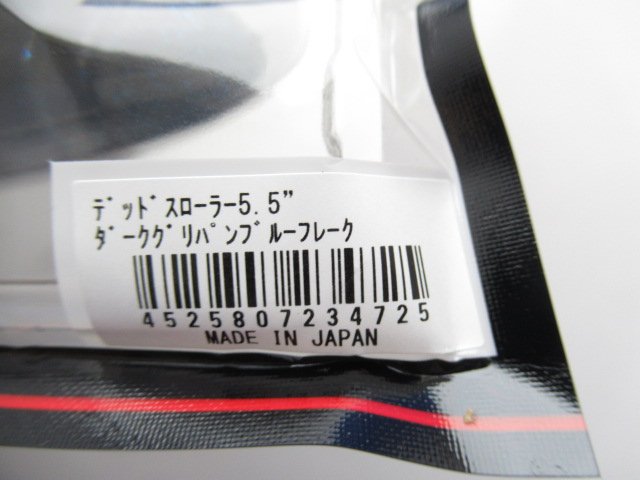 ﾃﾞｯﾄﾞｽﾛｰﾗｰ5.5"
ﾀﾞｰｸｸﾞﾘﾊﾟﾝﾌﾞﾙｰﾌﾚｰｸ
4525807234725
MADE IN JAPAN